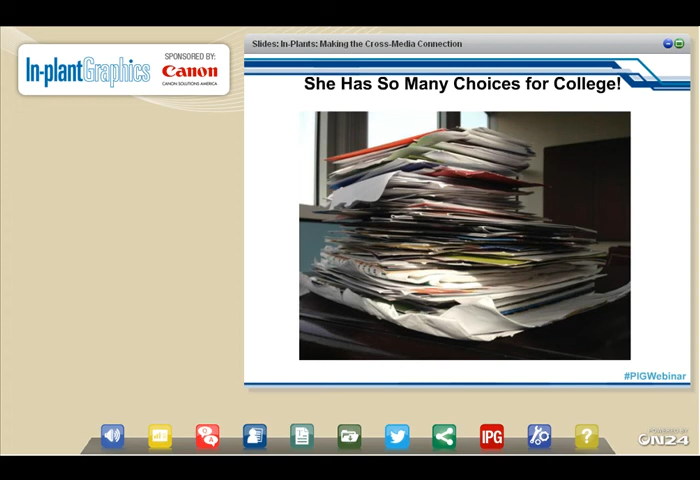 In-plantGraphics
SPONSORED BY:
Canon
CANON SOLUTIONS AMERICA
Slides: In-Plants: Making the Cross-Media Connection
She Has So Many Choices for College!
#PIGWebinar
Q
A
IPG
?
POWERED BY
ON24